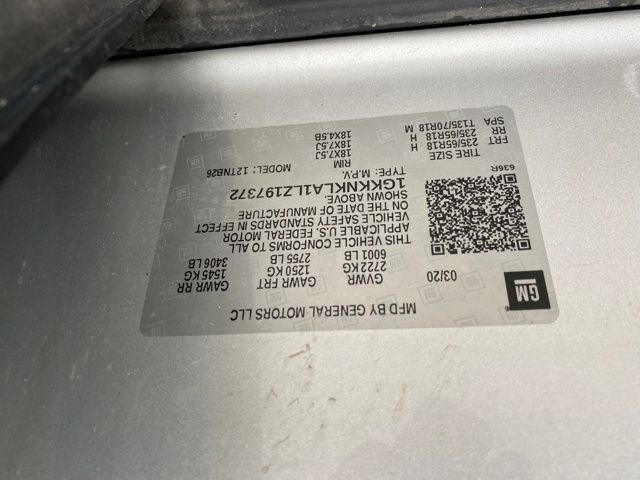 MFD BY GENERAL MOTORS LLC
GM
03/20
GVWR GAWR FRT GAWR RR
2722 KG 1250 KG 1545 KG
6001 LB 2755 LB 3406 LB
THIS VEHICLE CONFORMS TO ALL
APPLICABLE U.S. FEDERAL MOTOR
VEHICLE SAFETY STANDARDS IN EFFECT
ON THE DATE OF MANUFACTURE
SHOWN ABOVE.
1GKKNKLA1LZ197372
TYPE: M.P.V. MODEL: 12TNB26
636R
TIRE SIZE RIM
FRT 235/65R18 H 18X7.5J
RR 235/65R18 H 18X7.5J
SPA T135/70R18 M 18X4.5B